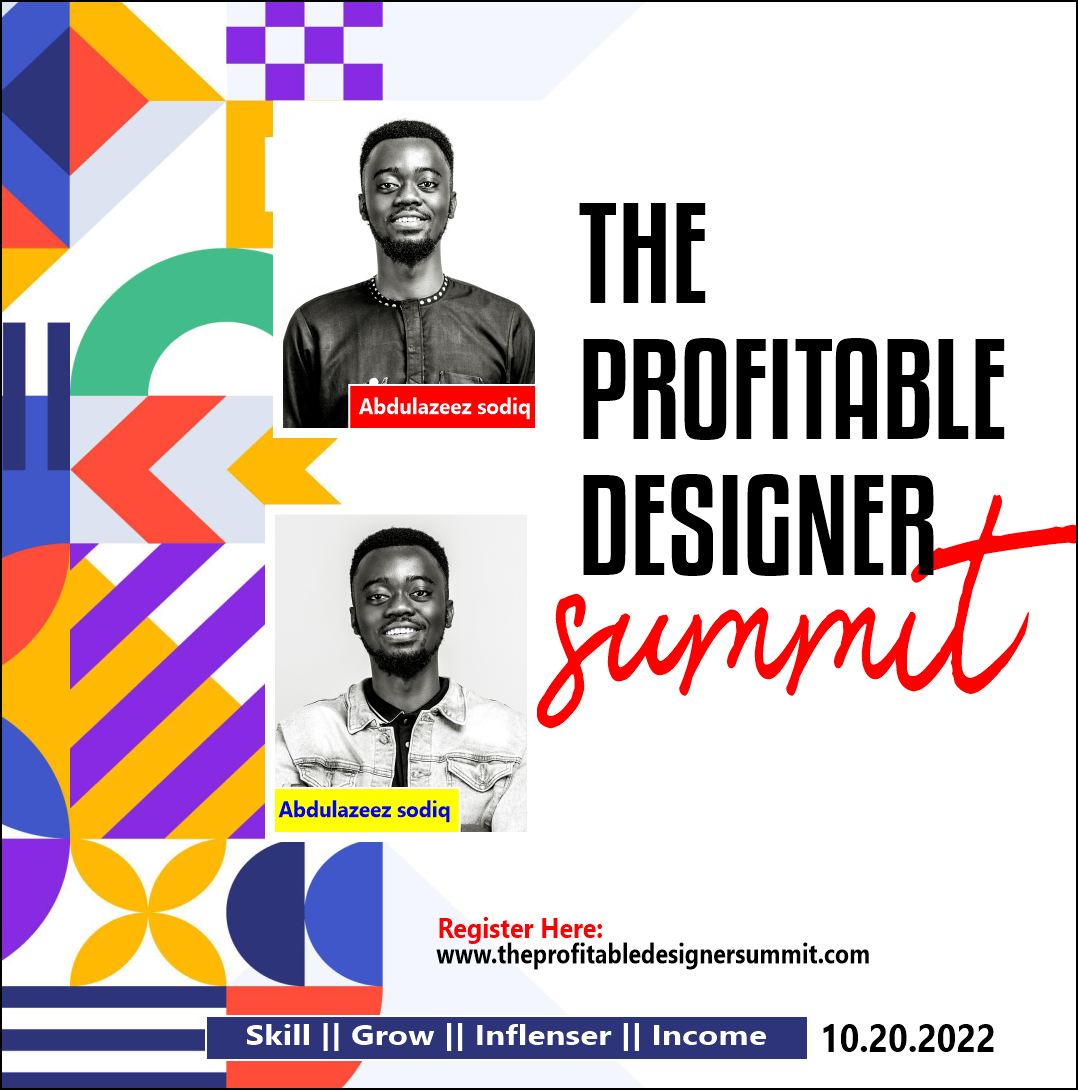 Abdulazeez sodiq
THE
PROFITABLE
DESIGNER
summit
Abdulazeez sodiq
Register Here:
www.theprofitabledesignersummit.com
Skill || Grow || Inflenser || Income
10.20.2022